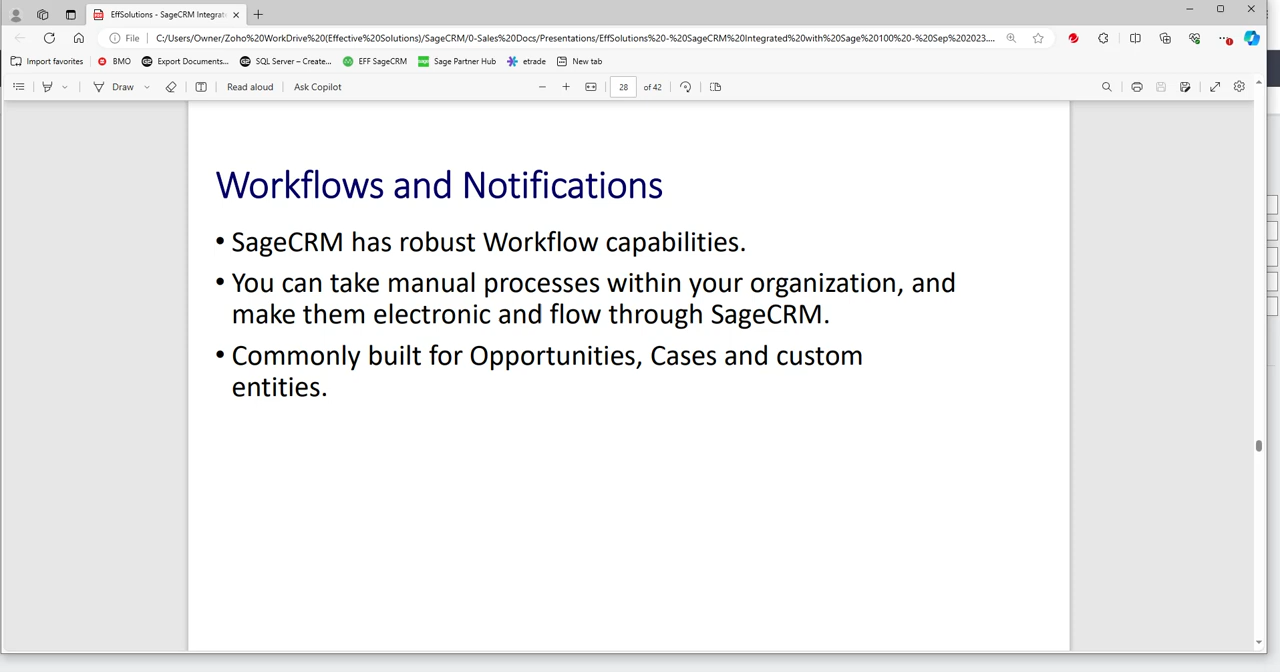 EffSolutions - SageCRM Integrat
File
C:/Users/Owner/Zoho%20WorkDrive%20(Effective%20Solutions)/SageCRM/0-Sales%20Docs/Presentations/EffSolutions%20-%20SageCRM%20Integrated%20with%20Sage%20100%20-%20Sep%202023....
Import favorites
BMO
Export Documents...
SQL Server – Create...
EFF SageCRM
Sage Partner Hub
etrade
New tab
Draw
Read aloud
Ask Copilot
28
of 42
Workflows and Notifications
• SageCRM has robust Workflow capabilities.
• You can take manual processes within your organization, and
make them electronic and flow through SageCRM.
• Commonly built for Opportunities, Cases and custom
entities.